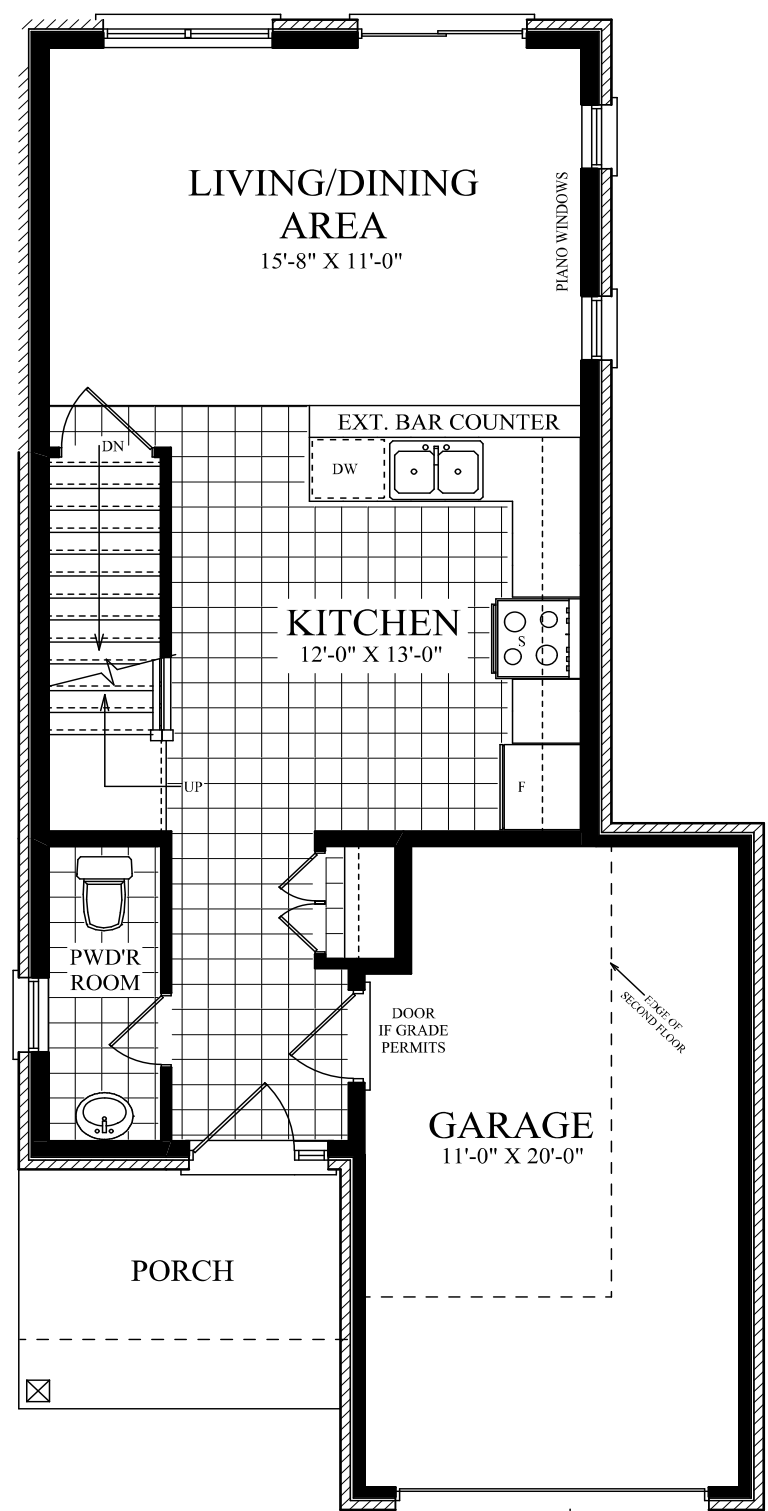 LIVING/DINING
AREA
15'-8" X 11'-0"
PIANO WINDOWS
EXT. BAR COUNTER
DN
DW
KITCHEN
12'-0" X 13'-0"
S
UP
F
PWD'R
ROOM
DOOR
IF GRADE
PERMITS
EDGE OF
SECOND FLOOR
GARAGE
11'-0" X 20'-0"
PORCH